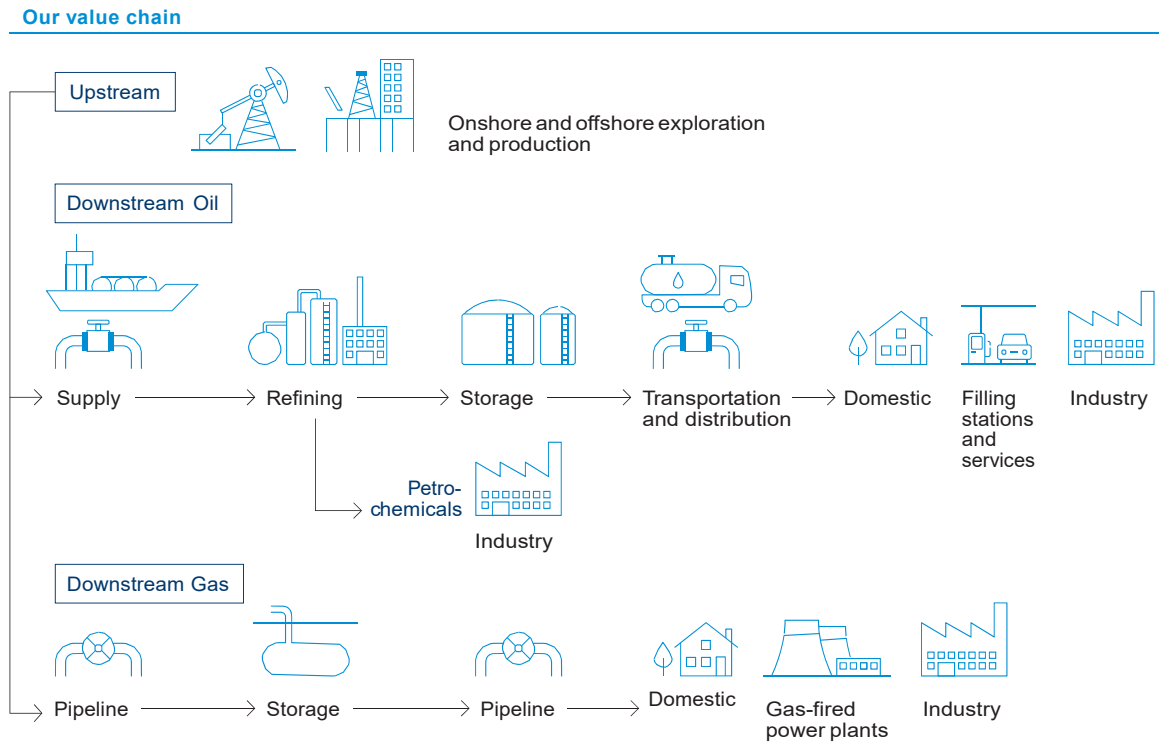 Our value chain
Upstream
Onshore and offshore exploration
and production
Downstream Oil
Supply
Refining
Storage
Transportation
and distribution
Domestic
Filling
stations
and
services
Industry
Petro-
chemicals
Industry
Downstream Gas
Pipeline
Storage
Pipeline
Domestic
Gas-fired
power plants
Industry